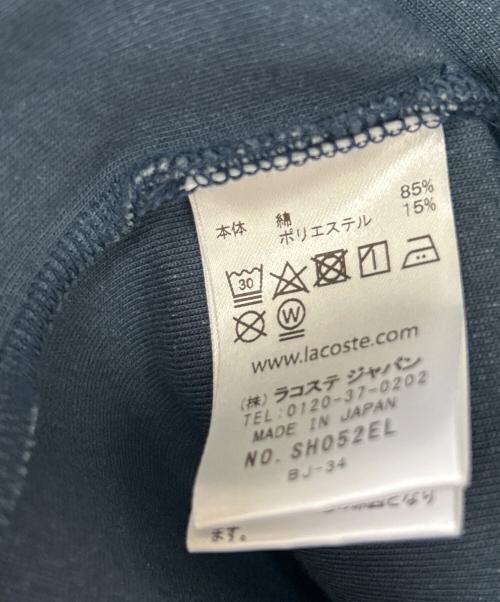 本体 綿 85%
ポリエステル 15%
30
W
www.lacoste.com
(株) ラコステ ジャパン
TEL:0120-37-0202
MADE IN JAPAN
NO. SH052EL
BJ-34
ます。